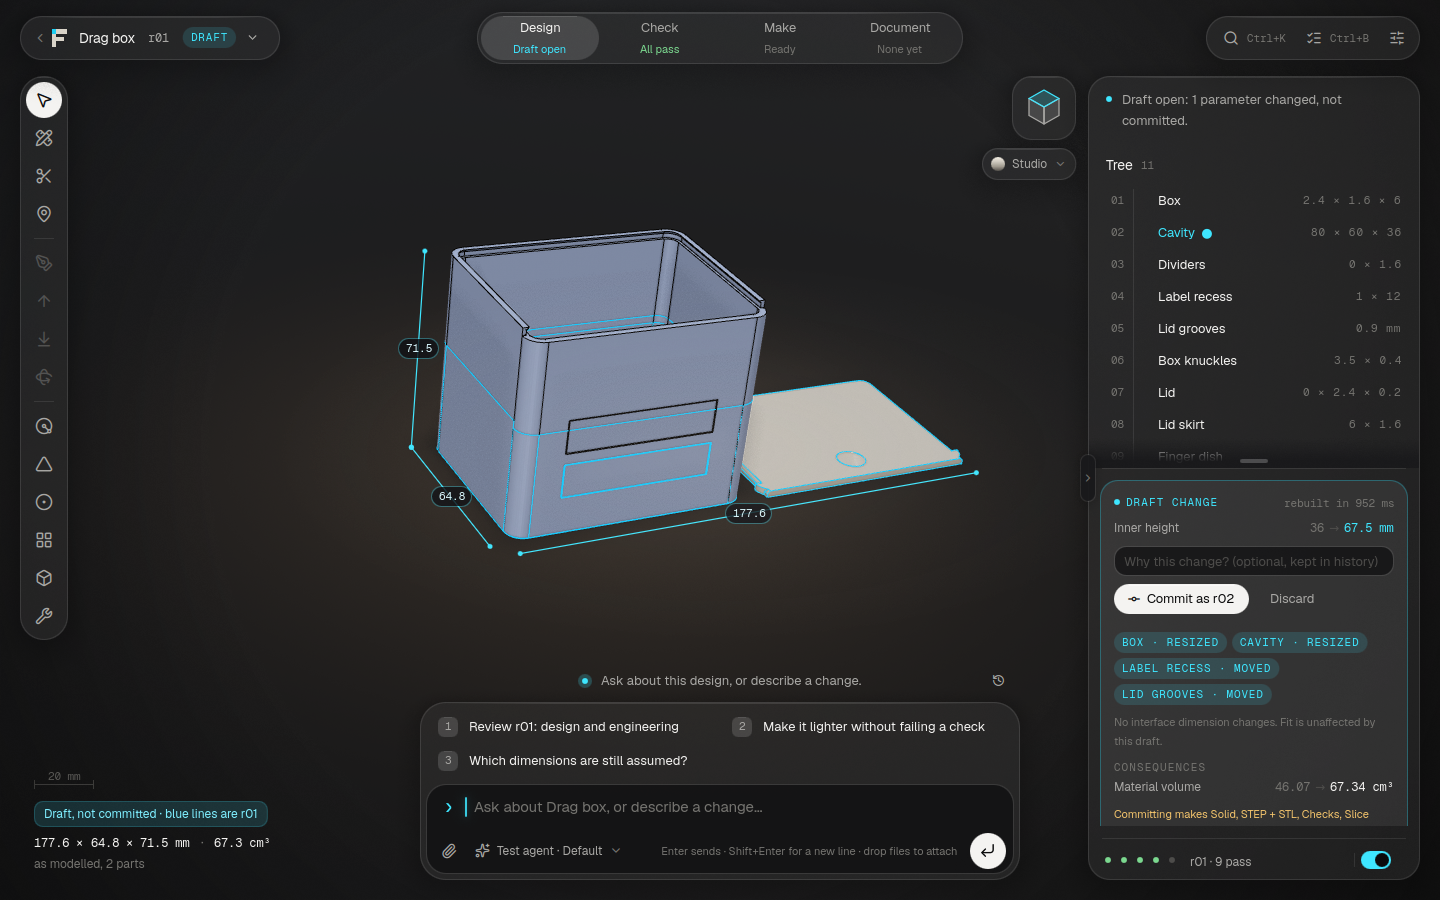 Drag box r01 DRAFT
Design
Draft open
Check
All pass
Make
Ready
Document
None yet
Ctrl+K Ctrl+B
Studio
Draft open: 1 parameter changed, not
committed.
Tree 11
01 Box 2.4 × 1.6 × 6
02 Cavity 80 × 60 × 36
03 Dividers 0 × 1.6
04 Label recess 1 × 12
05 Lid grooves 0.9 mm
06 Box knuckles 3.5 × 0.4
07 Lid 0 × 2.4 × 0.2
08 Lid skirt 6 × 1.6
09 Finger dish
71.5
64.8
177.6
DRAFT CHANGE rebuilt in 952 ms
Inner height 36 → 67.5 mm
Why this change? (optional, kept in history)
Commit as r02 Discard
BOX · RESIZED CAVITY · RESIZED
LABEL RECESS · MOVED
LID GROOVES · MOVED
No interface dimension changes. Fit is unaffected by
this draft.
CONSEQUENCES
Material volume 46.07 → 67.34 cm³
Committing makes Solid, STEP + STL, Checks, Slice
r01 · 9 pass
Ask about this design, or describe a change.
1 Review r01: design and engineering
2 Make it lighter without failing a check
3 Which dimensions are still assumed?
Ask about Drag box, or describe a change...
Test agent · Default
Enter sends · Shift+Enter for a new line · drop files to attach
20 mm
Draft, not committed · blue lines are r01
177.6 × 64.8 × 71.5 mm · 67.3 cm³
as modelled, 2 parts